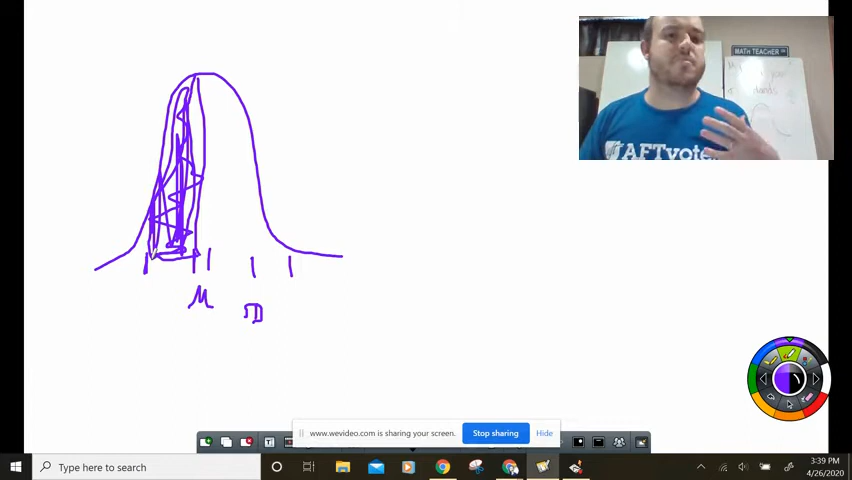 MATH TEACHER
AFTvote
μ
www.wevideo.com is sharing your screen.
Stop sharing
Hide
Type here to search
3:39 PM
4/26/2020